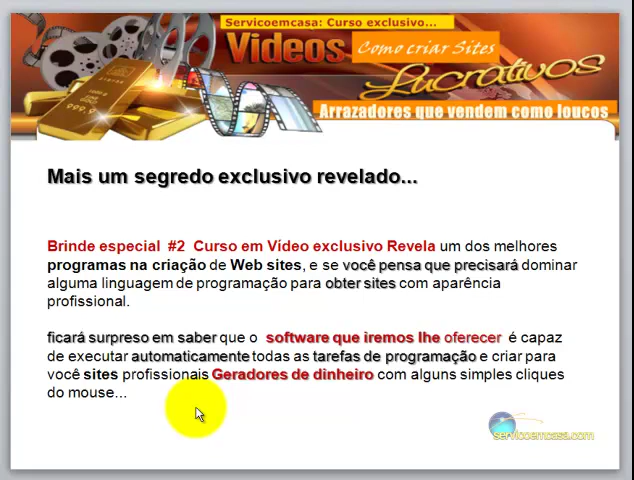 Servicoemcasa: Curso exclusivo...
Videos Como criar Sites
Lucrativos
Arrazadores que vendem como loucos
999.9
Mais um segredo exclusivo revelado...
Brinde especial #2 Curso em Vídeo exclusivo Revela um dos melhores
programas na criação de Web sites, e se você pensa que precisará dominar
alguma linguagem de programação para obter sites com aparência
profissional.
ficará surpreso em saber que o software que iremos lhe oferecer é capaz
de executar automaticamente todas as tarefas de programação e criar para
você sites profissionais Geradores de dinheiro com alguns simples cliques
do mouse...
servicoemcasa.com